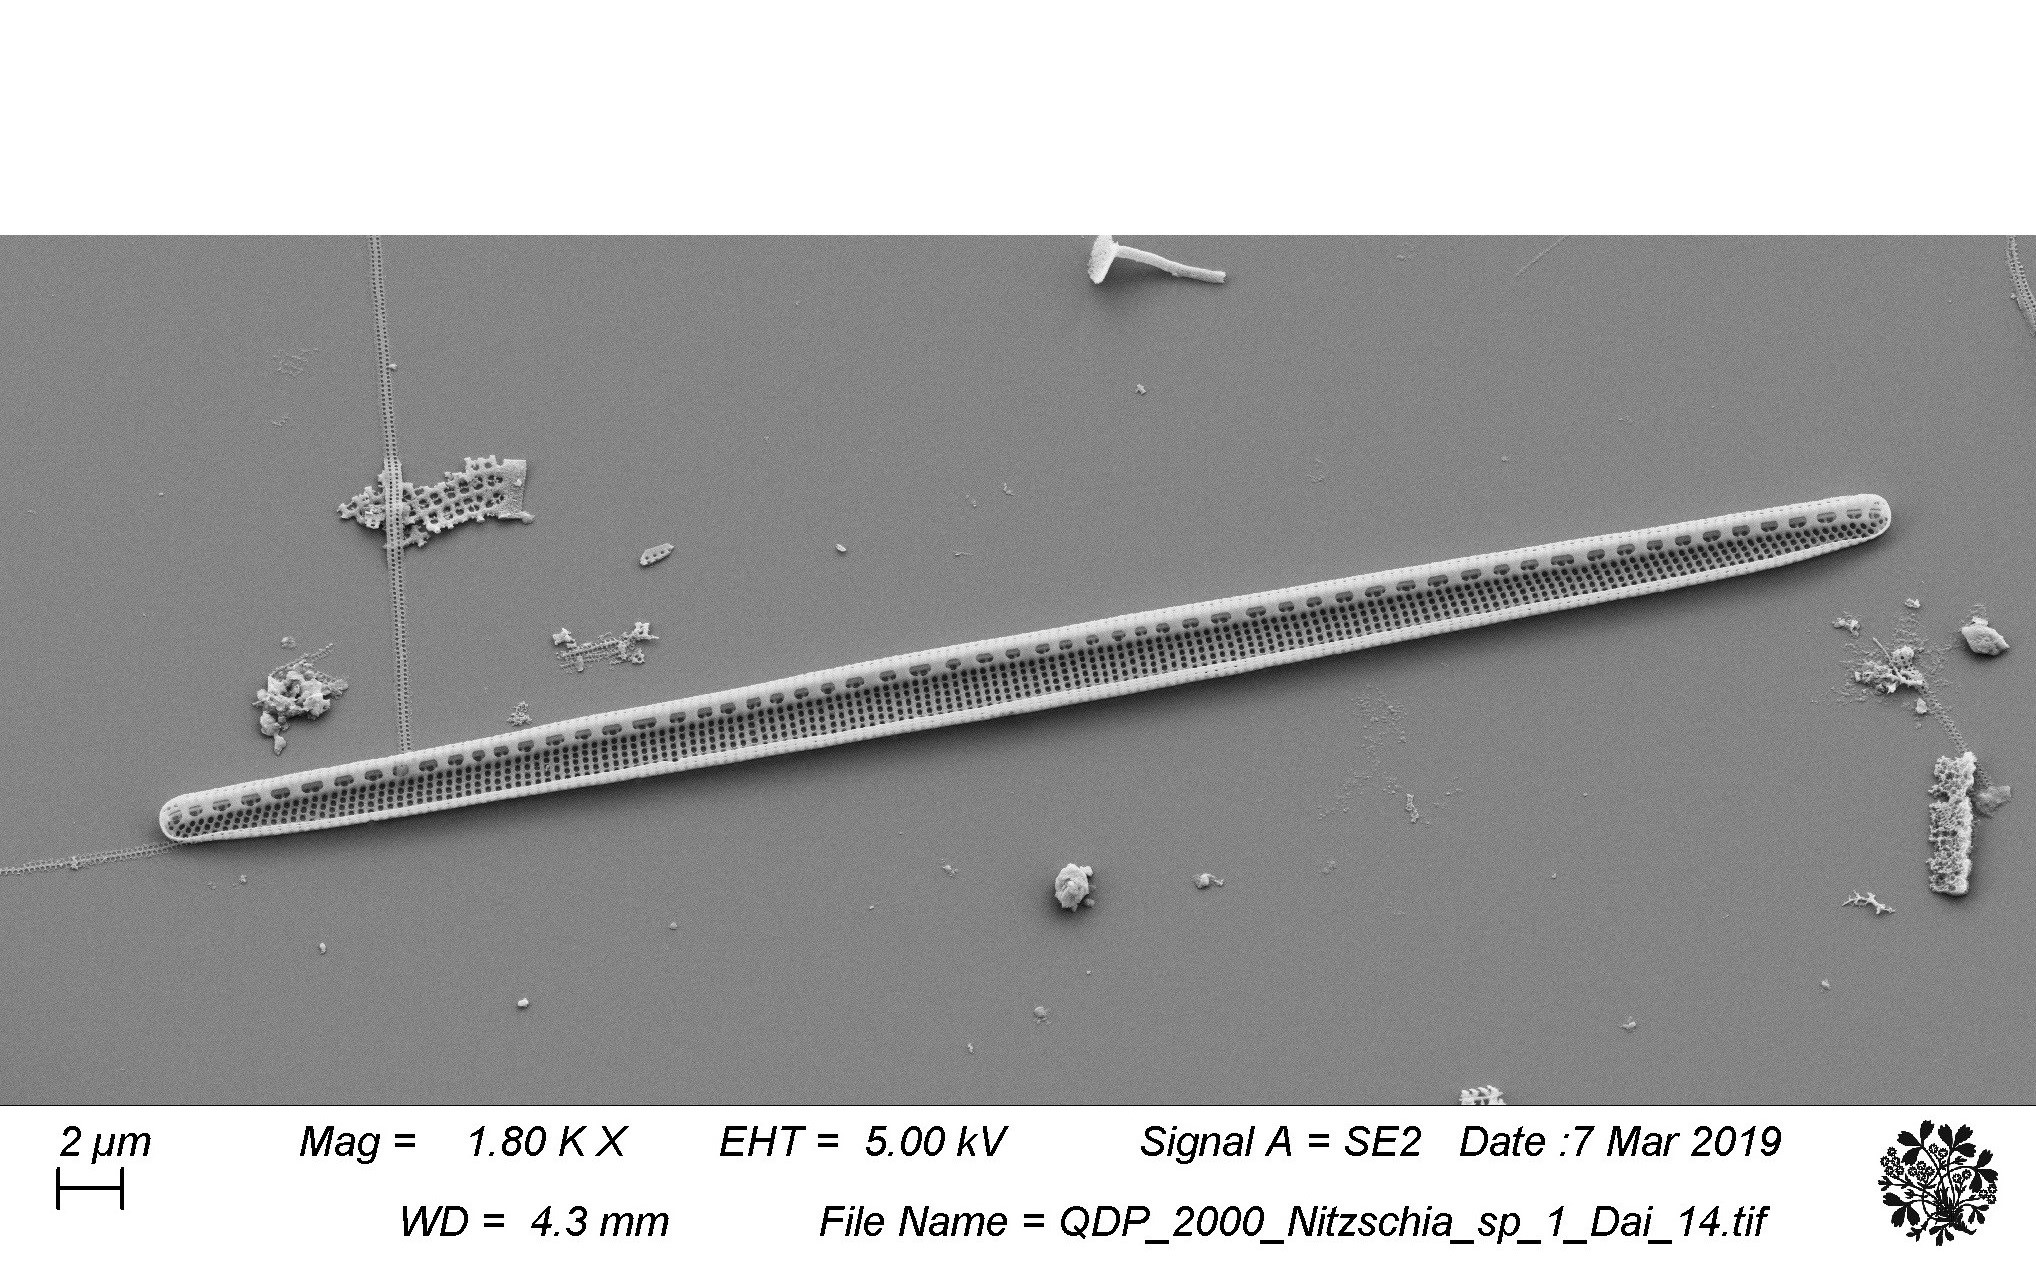 2 µm Mag = 1.80 K X EHT = 5.00 kV Signal A = SE2 Date :7 Mar 2019
WD = 4.3 mm File Name = QDP_2000_Nitzschia_sp_1_Dai_14.tif